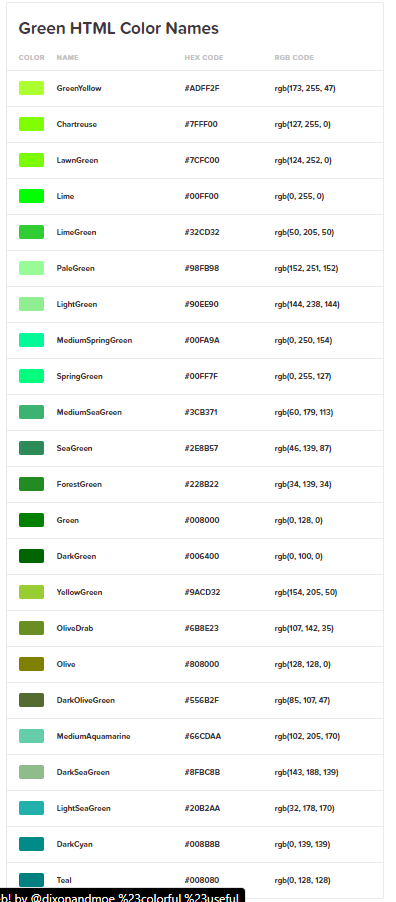 Green HTML Color Names
COLOR NAME HEX CODE RGB CODE
GreenYellow #ADFF2F rgb(173, 255, 47)
Chartreuse #7FFF00 rgb(127, 255, 0)
LawnGreen #7CFC00 rgb(124, 252, 0)
Lime #00FF00 rgb(0, 255, 0)
LimeGreen #32CD32 rgb(50, 205, 50)
PaleGreen #98FB98 rgb(152, 251, 152)
LightGreen #90EE90 rgb(144, 238, 144)
MediumSpringGreen #00FA9A rgb(0, 250, 154)
SpringGreen #00FF7F rgb(0, 255, 127)
MediumSeaGreen #3CB371 rgb(60, 179, 113)
SeaGreen #2E8B57 rgb(46, 139, 87)
ForestGreen #228B22 rgb(34, 139, 34)
Green #008000 rgb(0, 128, 0)
DarkGreen #006400 rgb(0, 100, 0)
YellowGreen #9ACD32 rgb(154, 205, 50)
OliveDrab #6B8E23 rgb(107, 142, 35)
Olive #808000 rgb(128, 128, 0)
DarkOliveGreen #556B2F rgb(85, 107, 47)
MediumAquamarine #66CDAA rgb(102, 205, 170)
DarkSeaGreen #8FBC8B rgb(143, 188, 139)
LightSeaGreen #20B2AA rgb(32, 178, 170)
DarkCyan #008B8B rgb(0, 139, 139)
Teal #008080 rgb(0, 128, 128)
b! by @dixonandmoe %23colorful %23useful